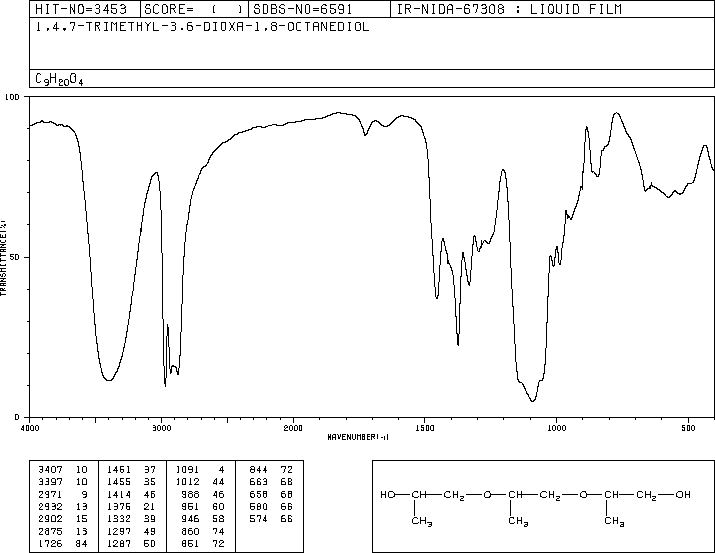 HIT-NO=3453 SCORE= ( ) SDBS-NO=6591 IR-NIDA-67308 : LIQUID FILM
1,4,7-TRIMETHYL-3,6-DIOXA-1,8-OCTANEDIOL
C9H20O4
100
50
0
TRANSMITTANCE(%)
4000 3000 2000 1500 1000 500
WAVENUMBER(-1)
3407 10 1461 37 1091 4 844 72
3397 10 1455 35 1012 44 663 68
2971 9 1414 46 988 46 658 68
2932 13 1376 21 961 60 580 66
2902 15 1332 39 946 58 574 66
2875 13 1297 49 860 74
1726 84 1287 50 851 72
HO—CH—CH2—O—CH—CH2—O—CH—CH2—OH
CH3 CH3 CH3